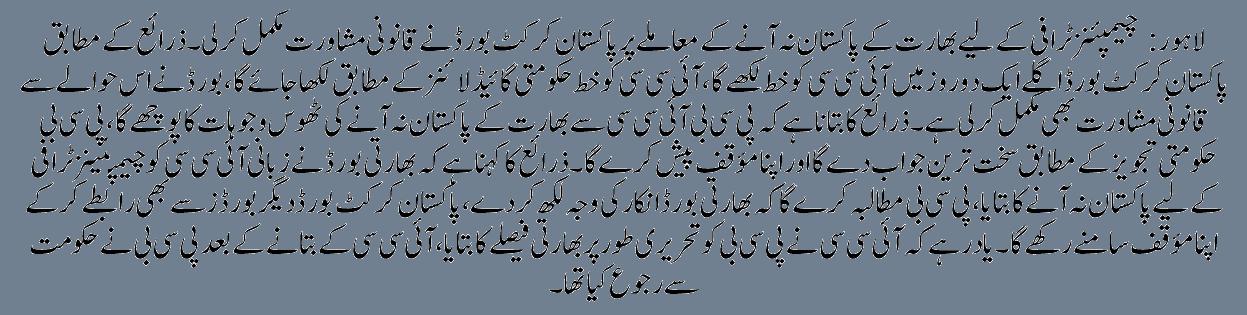 لاہور: چیمپئنز ٹرافی کے لیے بھارت کے پاکستان نہ آنے کے معاملے پر پاکستان کرکٹ بورڈ نے قانونی مشاورت مکمل کرلی۔ ذرائع کے مطابق
پاکستان کرکٹ بورڈ اگلے ایک دو روز میں آئی سی سی کو خط لکھے گا، آئی سی سی کو خط حکومتی گائیڈ لائنز کے مطابق لکھا جائے گا، بورڈ نے اس حوالے سے
قانونی مشاورت بھی مکمل کرلی ہے۔ ذرائع کا بتانا ہے کہ پی سی بی آئی سی سی سے بھارت کے پاکستان نہ آنے کی ٹھوس وجوہات کا پوچھے گا، پی سی بی
حکومتی تجویز کے مطابق سخت ترین جواب دے گا اور اپنا مؤقف پیش کرے گا۔ ذرائع کا کہنا ہے کہ بھارتی بورڈ نے زبانی آئی سی سی کو چیمپئینز ٹرافی
کے لیے پاکستان نہ آنے کا بتایا، پی سی بی مطالبہ کرے گا کہ بھارتی بورڈ انکار کی وجہ لکھ کر دے، پاکستان کرکٹ بورڈ دیگر بورڈز سے بھی رابطے کرکے
اپنا مؤقف سامنے رکھے گا۔ یاد رہے کہ آئی سی سی نے پی سی بی کو تحریری طور پر بھارتی فیصلے کا بتایا، آئی سی سی کے بتانے کے بعد پی سی بی نے حکومت
سے رجوع کیا تھا۔